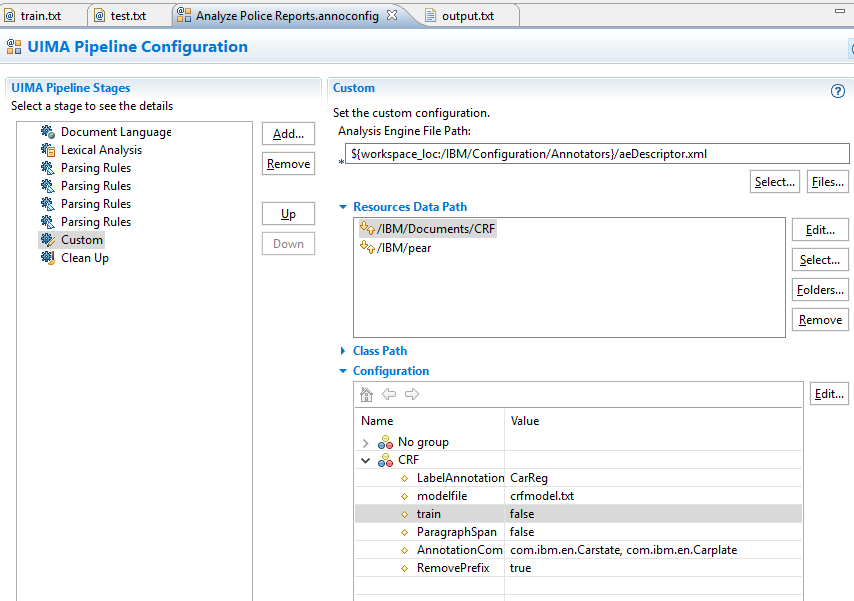 train.txt
test.txt
Analyze Police Reports.annoconfig
output.txt
UIMA Pipeline Configuration
UIMA Pipeline Stages
Select a stage to see the details
Document Language
Lexical Analysis
Parsing Rules
Parsing Rules
Parsing Rules
Parsing Rules
Custom
Clean Up
Add...
Remove
Up
Down
Custom
Set the custom configuration.
Analysis Engine File Path:
* ${workspace_loc:/IBM/Configuration/Annotators}/aeDescriptor.xml
Select... Files...
Resources Data Path
/IBM/Documents/CRF
/IBM/pear
Edit...
Select...
Folders...
Remove
Class Path
Configuration
Edit...
Name Value
No group
CRF
LabelAnnotation CarReg
modelfile crfmodel.txt
train false
ParagraphSpan false
AnnotationCom com.ibm.en.Carstate, com.ibm.en.Carplate
RemovePrefix true